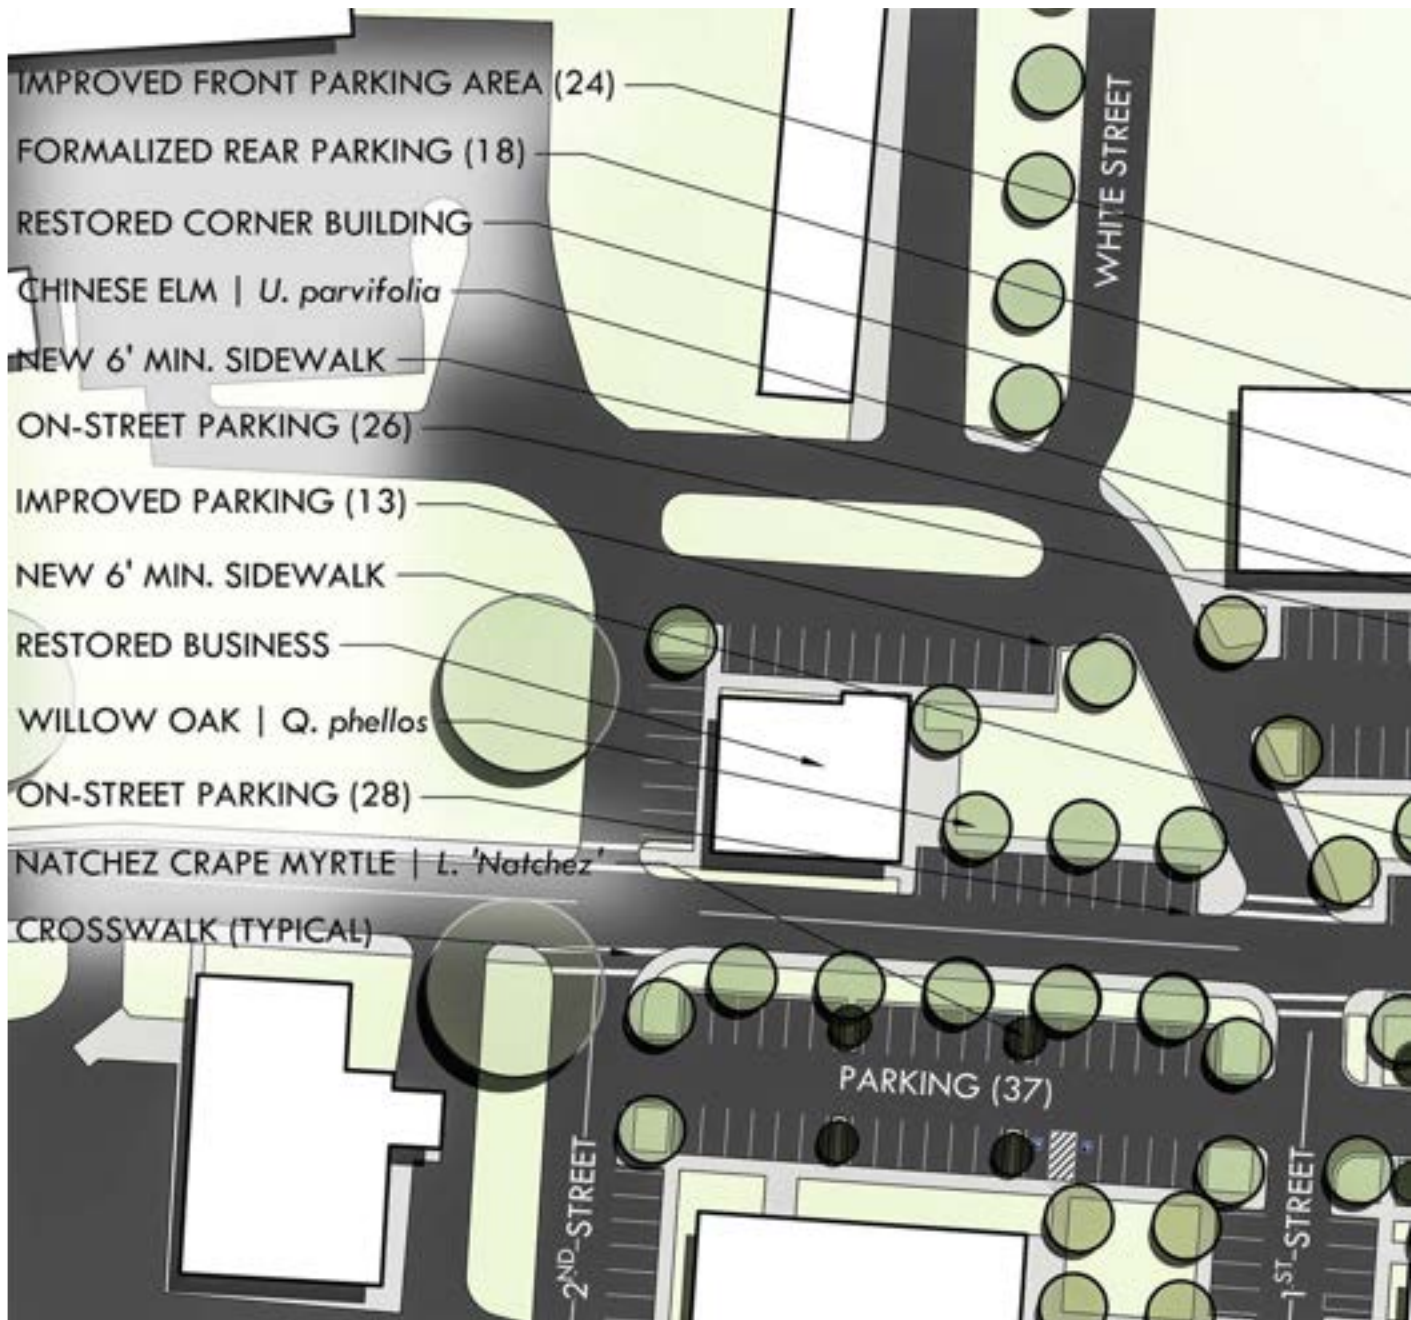 IMPROVED FRONT PARKING AREA (24)
FORMALIZED REAR PARKING (18)
RESTORED CORNER BUILDING
CHINESE ELM | U. parvifolia
NEW 6' MIN. SIDEWALK
ON-STREET PARKING (26)
IMPROVED PARKING (13)
NEW 6' MIN. SIDEWALK
RESTORED BUSINESS
WILLOW OAK | Q. phellos
ON-STREET PARKING (28)
NATCHEZ CRAPE MYRTLE | L. 'Natchez'
CROSSWALK (TYPICAL)
WHITE STREET
PARKING (37)
2ND STREET
1ST STREET